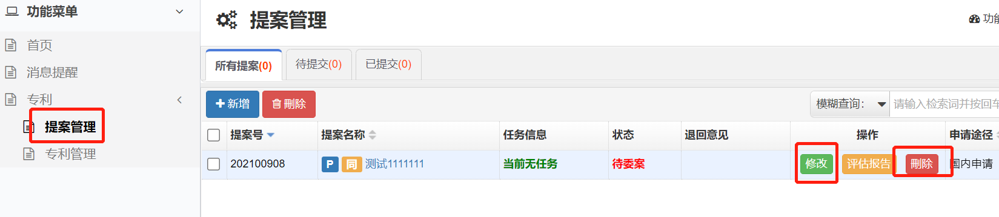 功能菜单
首页
消息提醒
专利
提案管理
专利管理
提案管理
功能
所有提案(0) 待提交(0) 已提交(0)
新增 刪除 模糊查询： 请输入检索词并按回车
提案号 提案名称 任务信息 状态 退回意见 操作 申请途径
202100908 P 同 测试1111111 当前无任务 待委案 修改 评估报告 刪除 国内申请